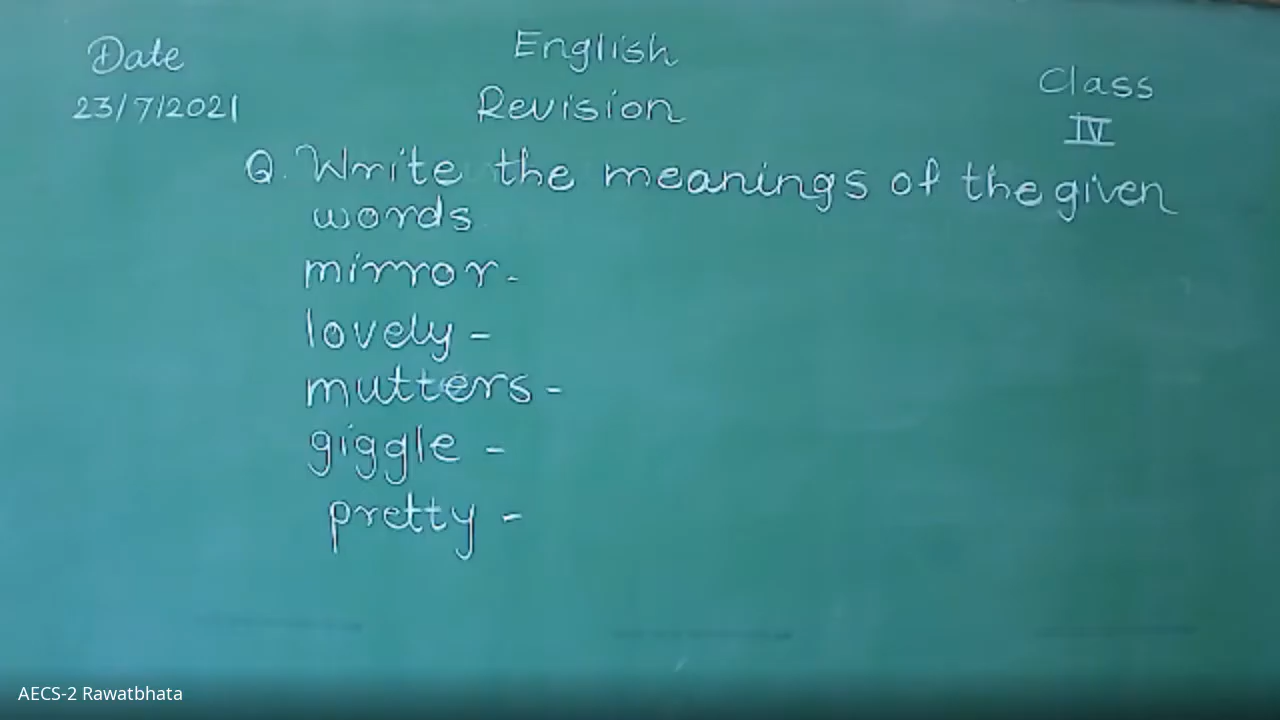 Date
23/7/2021
English
Revision
Class
IV
Q. Write the meanings of the given
words
mirror -
lovely -
mutters -
giggle -
pretty -
AECS-2 Rawatbhata